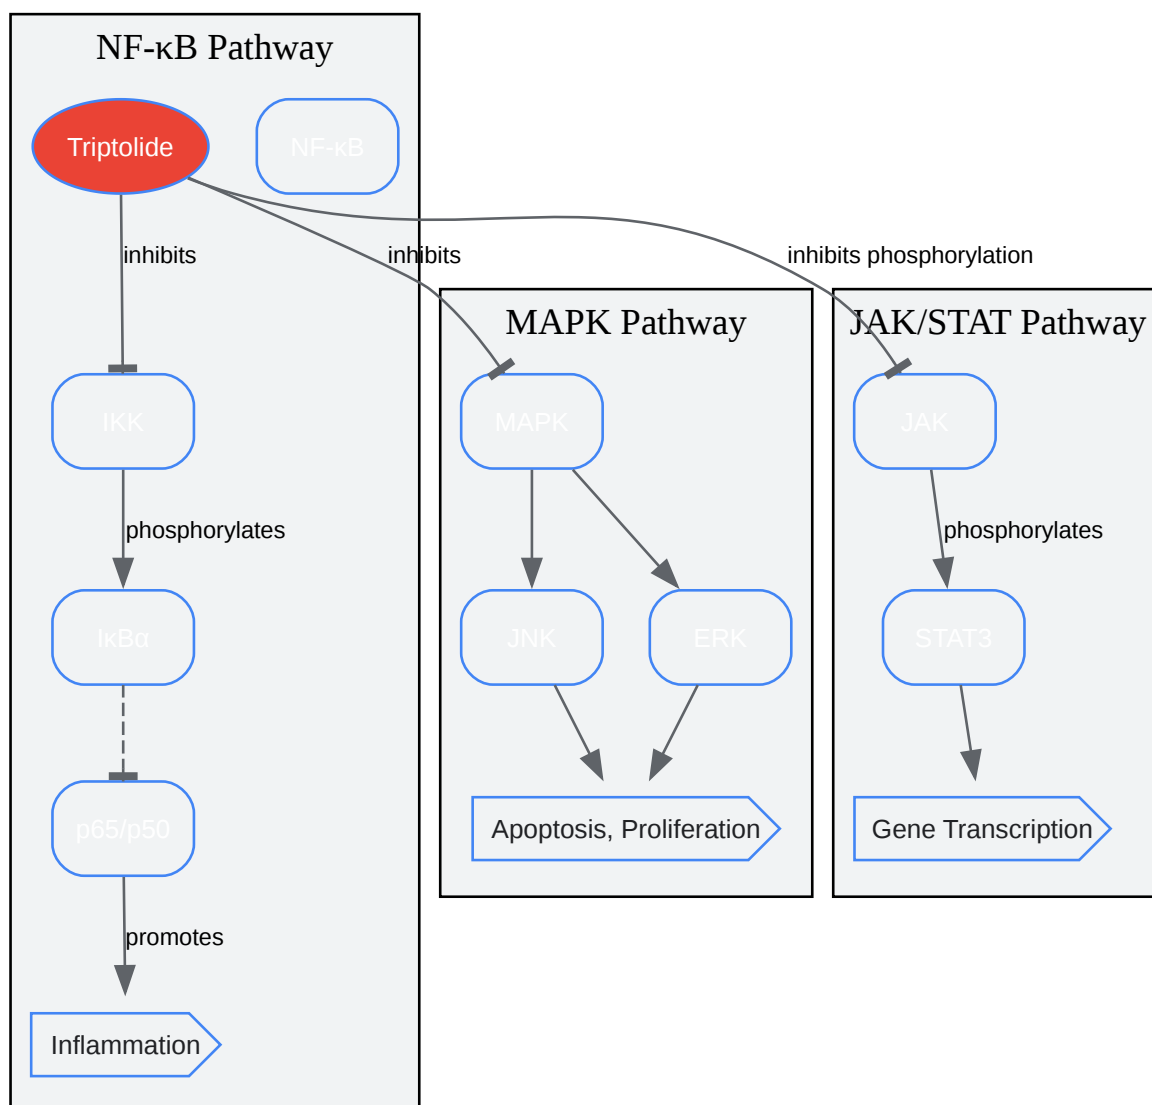 NF-κB Pathway
Triptolide
NF-κB
inhibits
inhibits
inhibits phosphorylation
MAPK Pathway
JAK/STAT Pathway
IKK
MAPK
JAK
phosphorylates
phosphorylates
IκBα
JNK
ERK
STAT3
p65/p50
Apoptosis, Proliferation
Gene Transcription
promotes
Inflammation